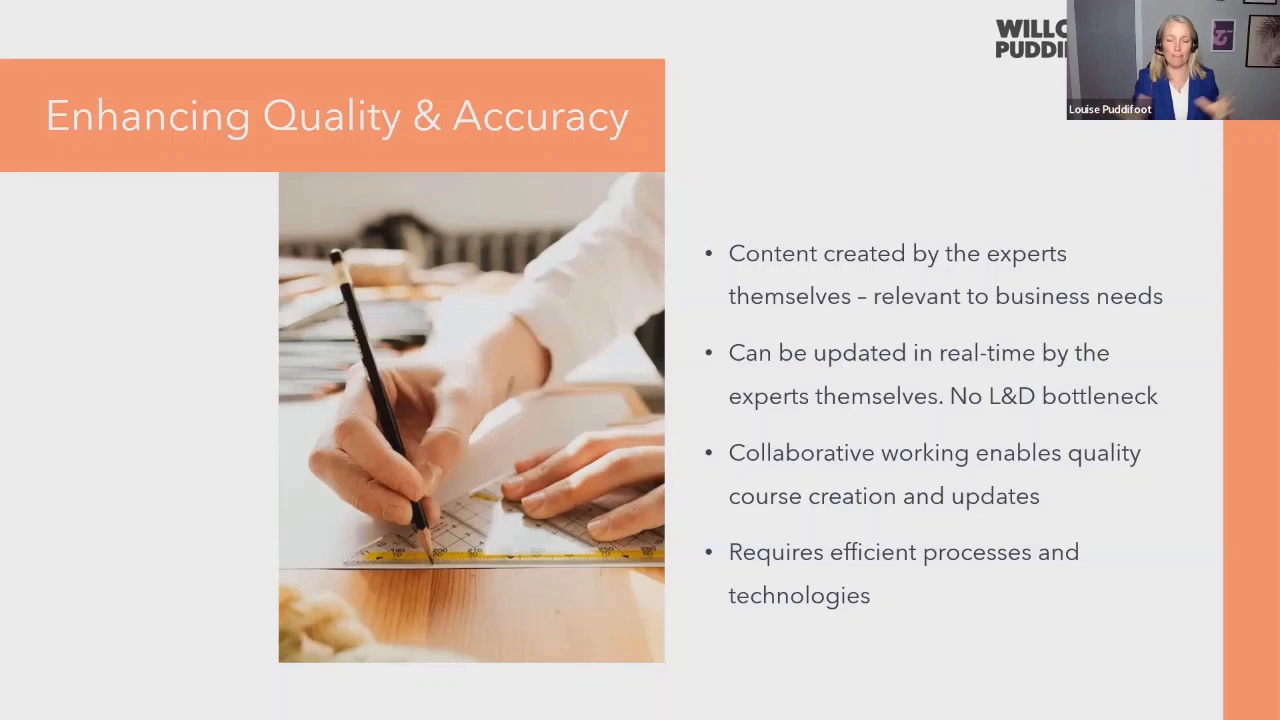 Enhancing Quality & Accuracy
Louise Puddifoot
• Content created by the experts
themselves – relevant to business needs
• Can be updated in real-time by the
experts themselves. No L&D bottleneck
• Collaborative working enables quality
course creation and updates
• Requires efficient processes and
technologies